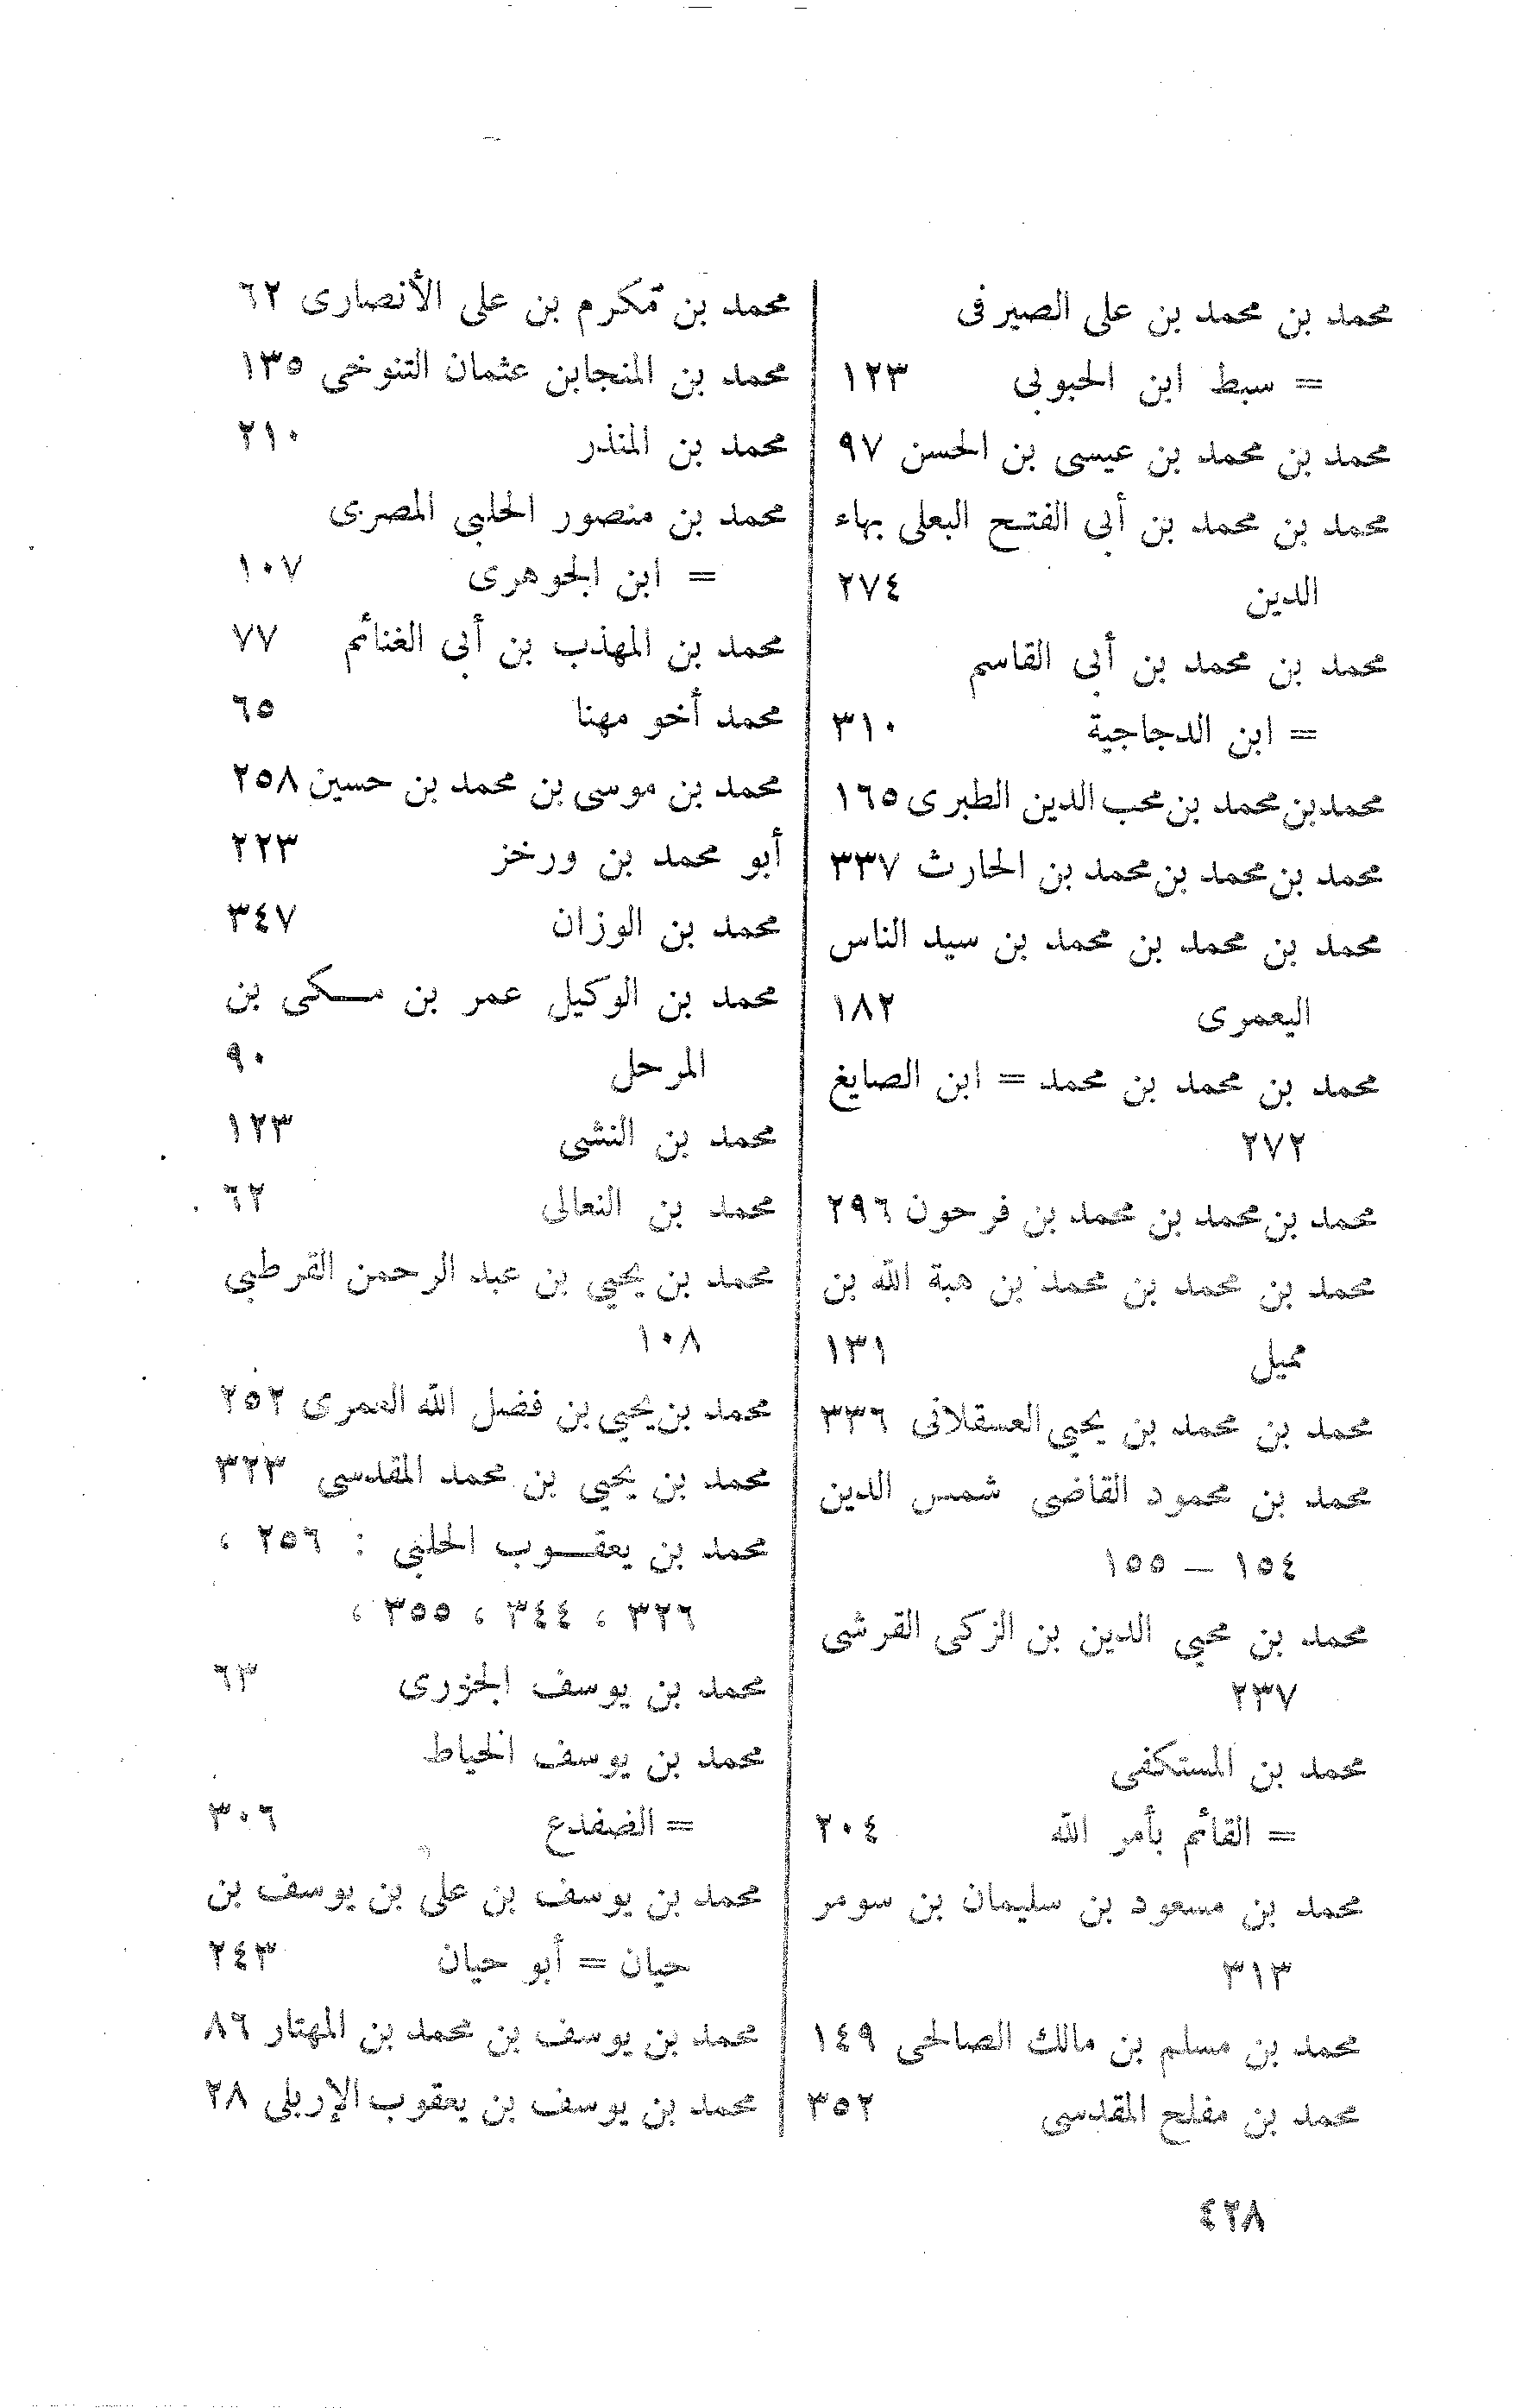 محمد بن محمد بن على الصيرفى
= سبط ابن الحبوبى ١٢٣
محمد بن محمد بن عيسى بن الحسن ٩٧
محمد بن محمد بن أبى الفتح البعلى بهاء
الدين ٢٧٤
محمد بن محمد بن أبى القاسم
= ابن الدجاجية ٣١٠
محمد بن محمد بن محب الدين الطبرى ١٦٥
محمد بن محمد بن محمد بن الحارث ٣٣٧
محمد بن محمد بن محمد بن سيد الناس
اليعمرى ١٨٢
محمد بن محمد بن محمد = ابن الصايغ
٢٧٢
محمد بن محمد بن محمد بن فرحون ٢٩٦
محمد بن محمد بن محمد بن هبة الله بن
مميل ١٣١
محمد بن محمد بن يحيى العسقلانى ٣٣٦
محمد بن محمود القاضى شمس الدين
١٥٤ – ١٥٥
محمد بن محيى الدين بن الزكى القرشى
٢٣٧
محمد بن المستكفى
= القائم بأمر الله ٢٠٤
محمد بن مسعود بن سليمان بن سومر
٣١٣
محمد بن مسلم بن مالك الصالحى ١٤٩
محمد بن مفلح المقدسى ٣٥٢
محمد بن مكرم بن على الأنصارى ٦٢
محمد بن المنجا بن عثمان التنوخى ١٣٥
محمد بن المنذر ٢١٠
محمد بن منصور الحلبى المصرى
= ابن الجوهرى ١٠٧
محمد بن المهذب بن أبى الغنائم ٧٧
محمد أخو مهنا ٦٥
محمد بن موسى بن محمد بن حسين ٢٥٨
أبو محمد بن ورخز ٢٢٣
محمد بن الوزان ٣٤٧
محمد بن الوكيل عمر بن مكى بن
المرحل ٩٠
محمد بن النشى ١٢٣
محمد بن النعالى ٦٢
محمد بن يحيى بن عبد الرحمن القرطبى
١٠٨
محمد بن يحيى بن فضل الله العمرى ٢٥٢
محمد بن يحيى بن محمد المقدسى ٣٢٣
محمد بن يعقوب الحلبى : ٢٥٦ ،
٣٢٦ ، ٣٤٤ ، ٣٥٥ ،
محمد بن يوسف الجزرى ٦٣
محمد بن يوسف الخياط
= الضفدع ٣٠٦
محمد بن يوسف بن على بن يوسف بن
حيان = أبو حيان ٢٤٣
محمد بن يوسف بن محمد بن المهتار ٨٦
محمد بن يوسف بن يعقوب الإربلى ٢٨
٤٢٨